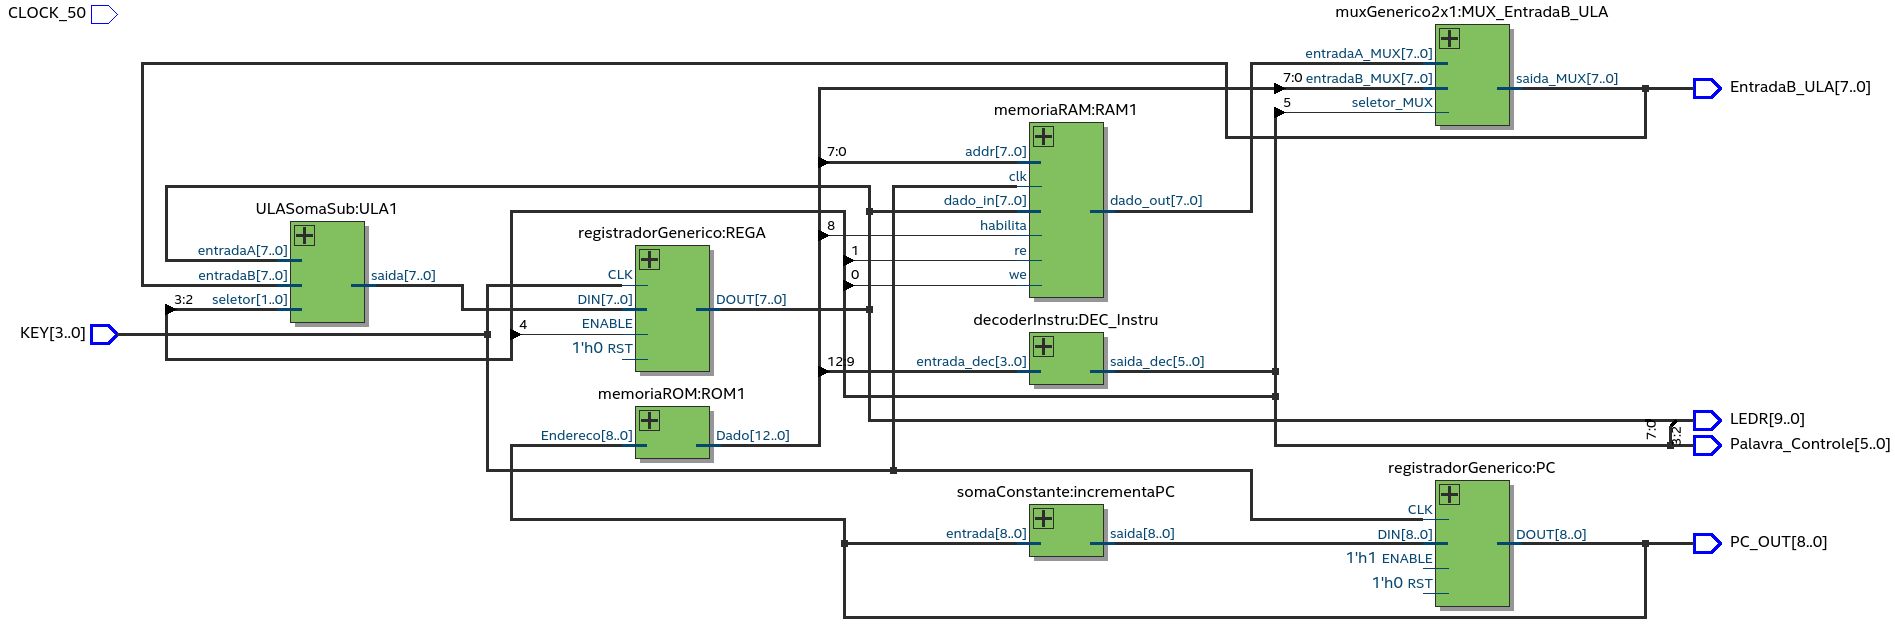 CLOCK_50
muxGenerico2x1:MUX_EntradaB_ULA
entradaA_MUX[7..0]
7:0 entradaB_MUX[7..0] saida_MUX[7..0] EntradaB_ULA[7..0]
5 seletor_MUX
memoriaRAM:RAM1
7:0 addr[7..0]
clk
dado_in[7..0] dado_out[7..0]
8 habilita
1 re
0 we
ULASomaSub:ULA1
entradaA[7..0]
entradaB[7..0] saida[7..0]
3:2 seletor[1..0]
registradorGenerico:REGA
CLK
DIN[7..0] DOUT[7..0]
4 ENABLE
1'h0 RST
KEY[3..0]
decoderInstru:DEC_Instru
12:9 entrada_dec[3..0] saida_dec[5..0]
memoriaROM:ROM1
Endereco[8..0] Dado[12..0]
7:0
3:2
LEDR[9..0]
Palavra_Controle[5..0]
registradorGenerico:PC
somaConstante:incrementaPC
entrada[8..0] saida[8..0]
CLK
DIN[8..0] DOUT[8..0]
1'h1 ENABLE
1'h0 RST
PC_OUT[8..0]